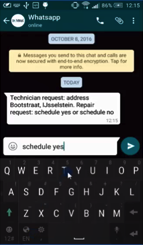 12:15
Whatsapp
online
OCTOBER 9, 2016
Messages you send to this chat and calls are
now secured with end-to-end encryption. Tap for
more info.
TODAY
Technician request: address
Bootstraat, IJsselstein. Repair
request: schedule yes or schedule no
12:15
schedule yes
Q W E R T Y U I O P
A S D F G H J K L
Z X C V B N M